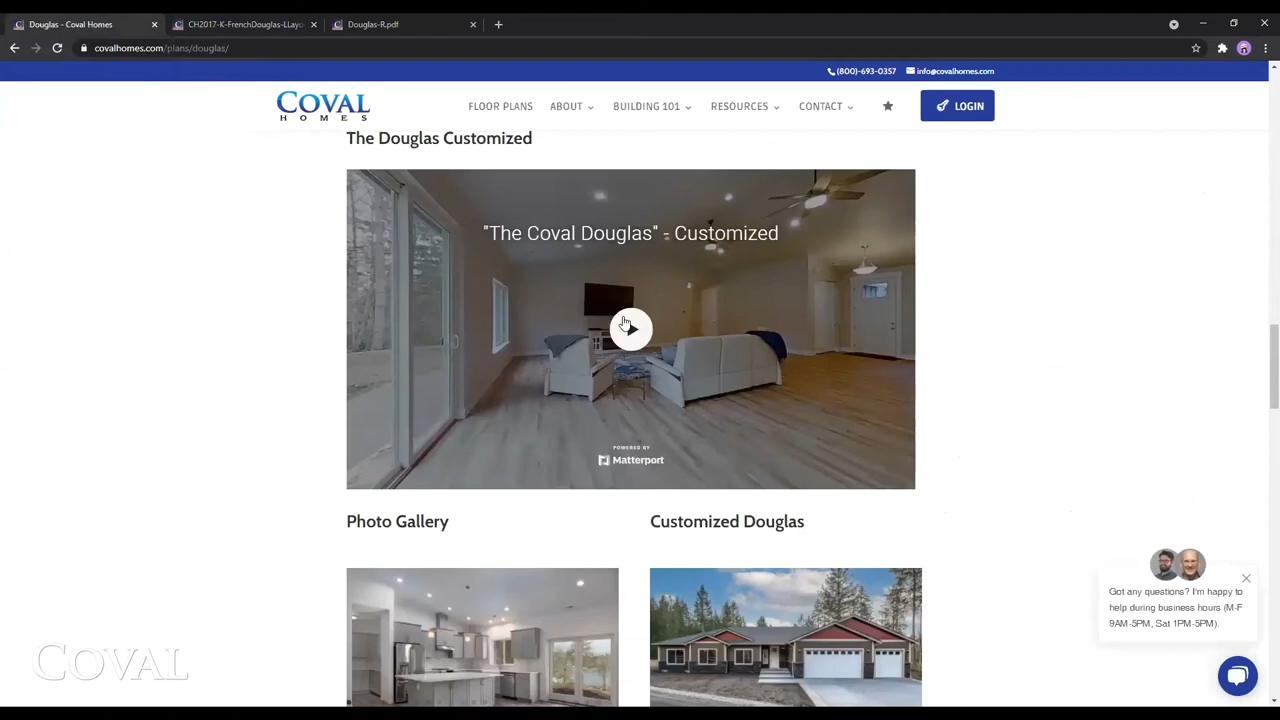 Douglas - Coval Homes
CH2017-K-FrenchDouglas-LLayo
Douglas-R.pdf
covalhomes.com/plans/douglas/
(800)-693-0357 info@covalhomes.com
COVAL
HOMES
FLOOR PLANS ABOUT BUILDING 101 RESOURCES CONTACT LOGIN
The Douglas Customized
"The Coval Douglas" - Customized
POWERED BY
Matterport
Photo Gallery
Customized Douglas
Got any questions? I'm happy to
help during business hours (M-F
9AM-5PM, Sat 1PM-5PM).
COVAL